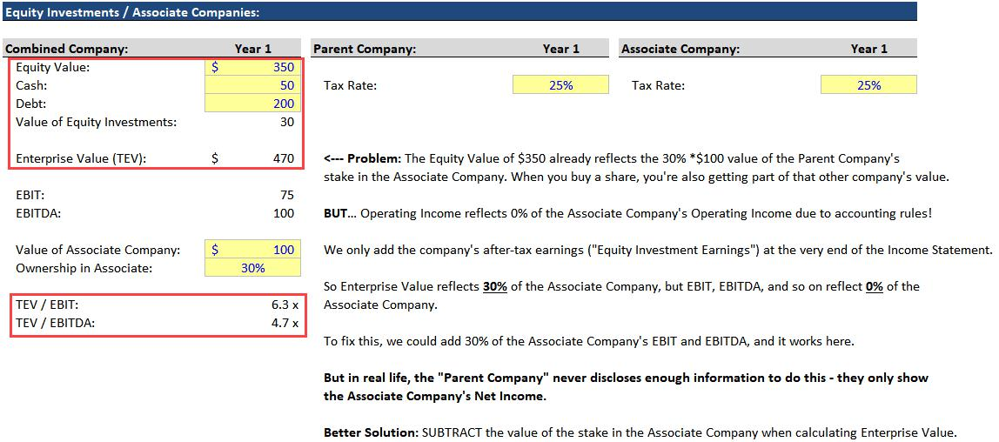 Equity Investments / Associate Companies:
Combined Company: Year 1 Parent Company: Year 1 Associate Company: Year 1
Equity Value: $ 350
Cash: 50 Tax Rate: 25% Tax Rate: 25%
Debt: 200
Value of Equity Investments: 30
Enterprise Value (TEV): $ 470 <--- Problem: The Equity Value of $350 already reflects the 30% *$100 value of the Parent Company's
stake in the Associate Company. When you buy a share, you're also getting part of that other company's value.
EBIT: 75
EBITDA: 100 BUT... Operating Income reflects 0% of the Associate Company's Operating Income due to accounting rules!
Value of Associate Company: $ 100 We only add the company's after-tax earnings ("Equity Investment Earnings") at the very end of the Income Statement.
Ownership in Associate: 30%
So Enterprise Value reflects 30% of the Associate Company, but EBIT, EBITDA, and so on reflect 0% of the
TEV / EBIT: 6.3 x Associate Company.
TEV / EBITDA: 4.7 x
To fix this, we could add 30% of the Associate Company's EBIT and EBITDA, and it works here.
But in real life, the "Parent Company" never discloses enough information to do this - they only show
the Associate Company's Net Income.
Better Solution: SUBTRACT the value of the stake in the Associate Company when calculating Enterprise Value.